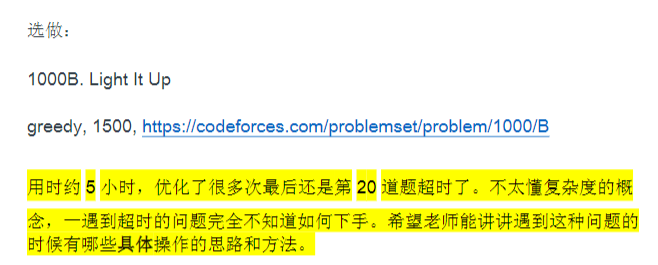 选做：
1000B. Light It Up
greedy, 1500, https://codeforces.com/problemset/problem/1000/B
用时约 5 小时，优化了很多次最后还是第 20 道题超时了。不太懂复杂度的概
念，一遇到超时的问题完全不知道如何下手。希望老师能讲讲遇到这种问题的
时候有哪些具体操作的思路和方法。